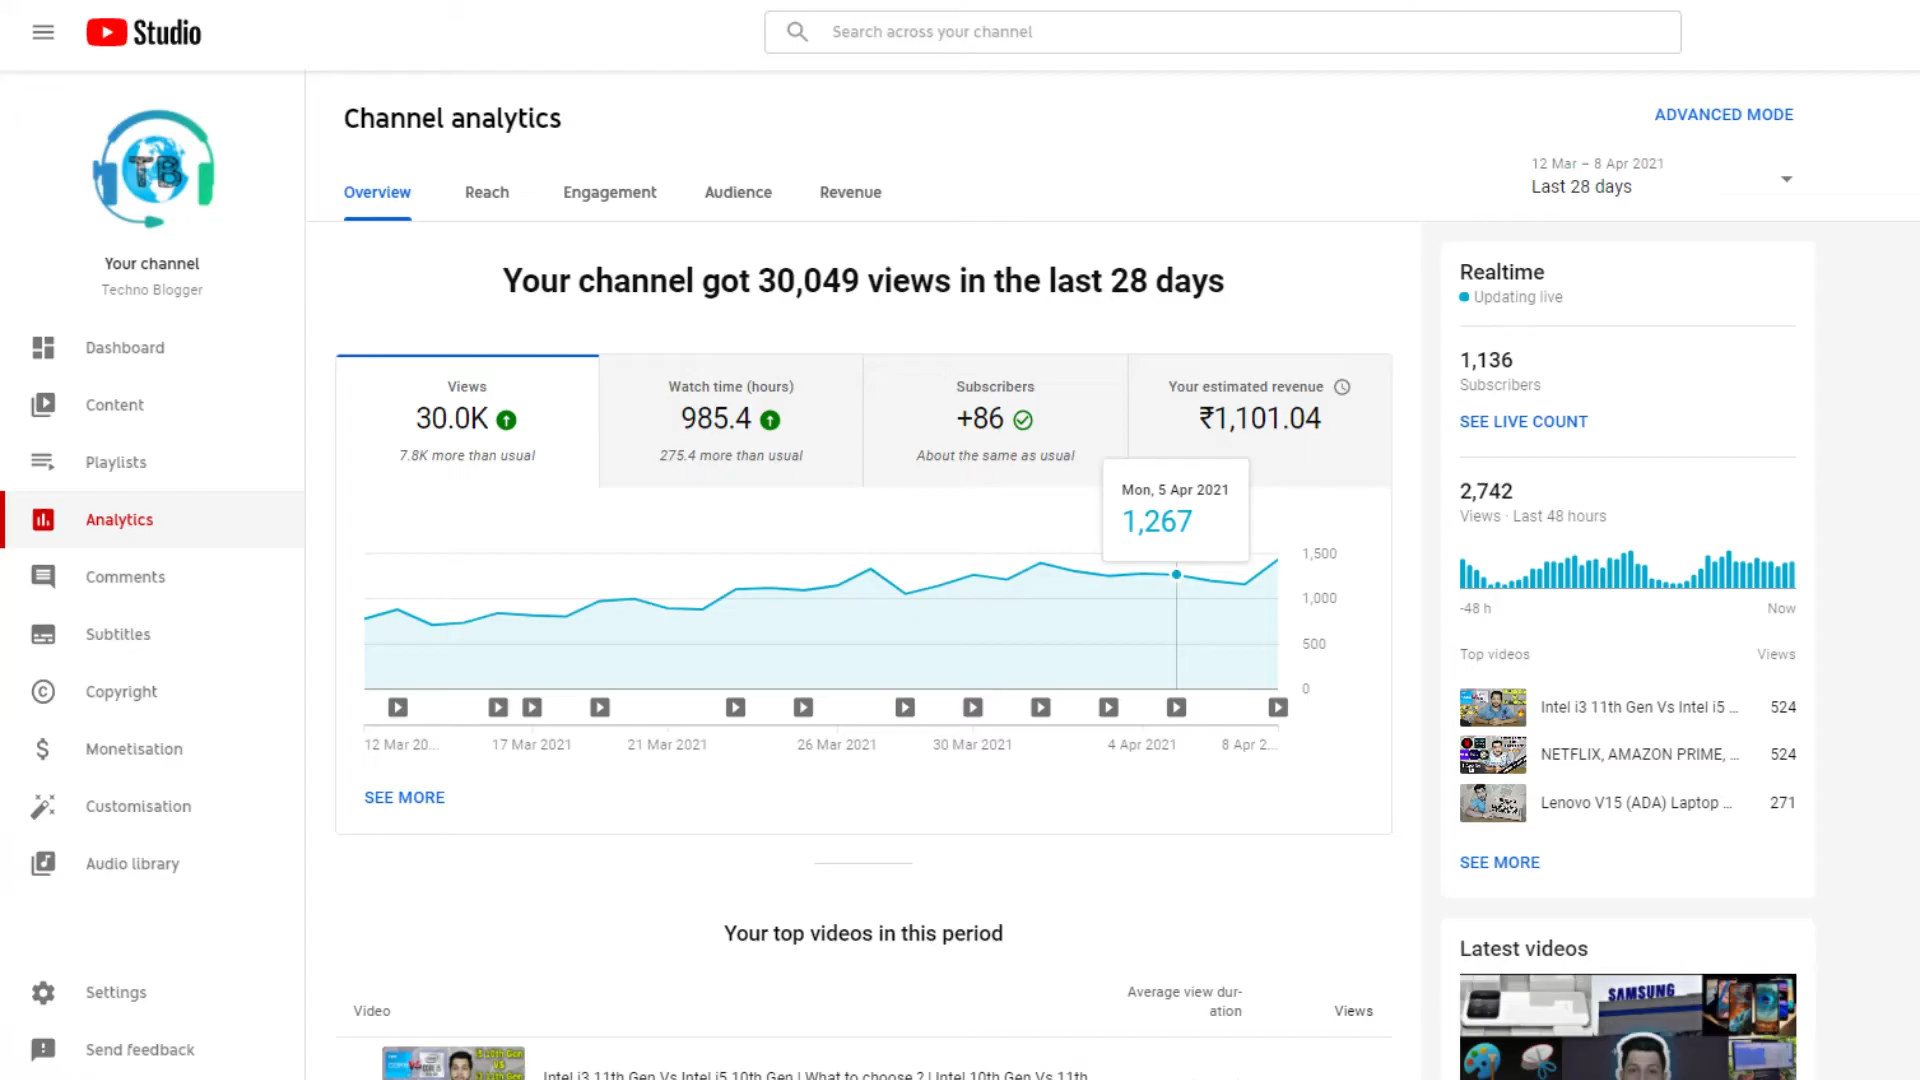 Studio
Search across your channel
TB
Your channel
Techno Blogger
Dashboard
Content
Playlists
Analytics
Comments
Subtitles
Copyright
Monetisation
Customisation
Audio library
Settings
Send feedback
Channel analytics
ADVANCED MODE
12 Mar – 8 Apr 2021
Last 28 days
Overview
Reach
Engagement
Audience
Revenue
Your channel got 30,049 views in the last 28 days
Views
30.0K
7.8K more than usual
Watch time (hours)
985.4
275.4 more than usual
Subscribers
+86
About the same as usual
Your estimated revenue
₹1,101.04
Mon, 5 Apr 2021
1,267
1,500
1,000
500
0
12 Mar 20...
17 Mar 2021
21 Mar 2021
26 Mar 2021
30 Mar 2021
4 Apr 2021
8 Apr 2...
SEE MORE
Your top videos in this period
Video
Average view dur-
ation
Views
Intel i3 11th Gen Vs Intel i5 10th Gen | What to choose ? | Intel 10th Gen Vs 11th
Realtime
Updating live
1,136
Subscribers
SEE LIVE COUNT
2,742
Views · Last 48 hours
-48 h
Now
Top videos
Views
Intel i3 11th Gen Vs Intel i5 ...
524
NETFLIX, AMAZON PRIME, ...
524
Lenovo V15 (ADA) Laptop ...
271
SEE MORE
Latest videos
SAMSUNG